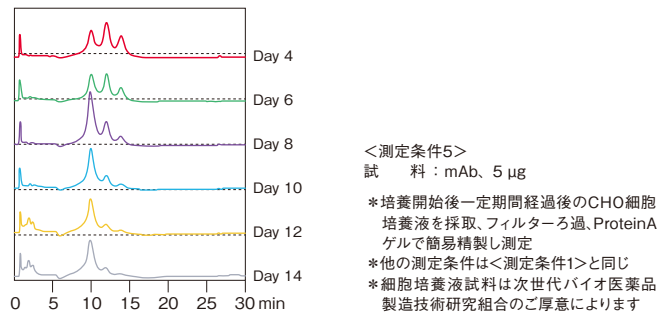 Day 4
Day 6
Day 8
Day 10
Day 12
Day 14
0 5 10 15 20 25 30 min
<測定条件5>
試　　料：mAb、5 μg
＊培養開始後一定期間経過後のCHO細胞
培養液を採取、フィルターろ過、ProteinA
ゲルで簡易精製し測定
＊他の測定条件は<測定条件1>と同じ
＊細胞培養液試料は次世代バイオ医薬品
製造技術研究組合のご厚意によります